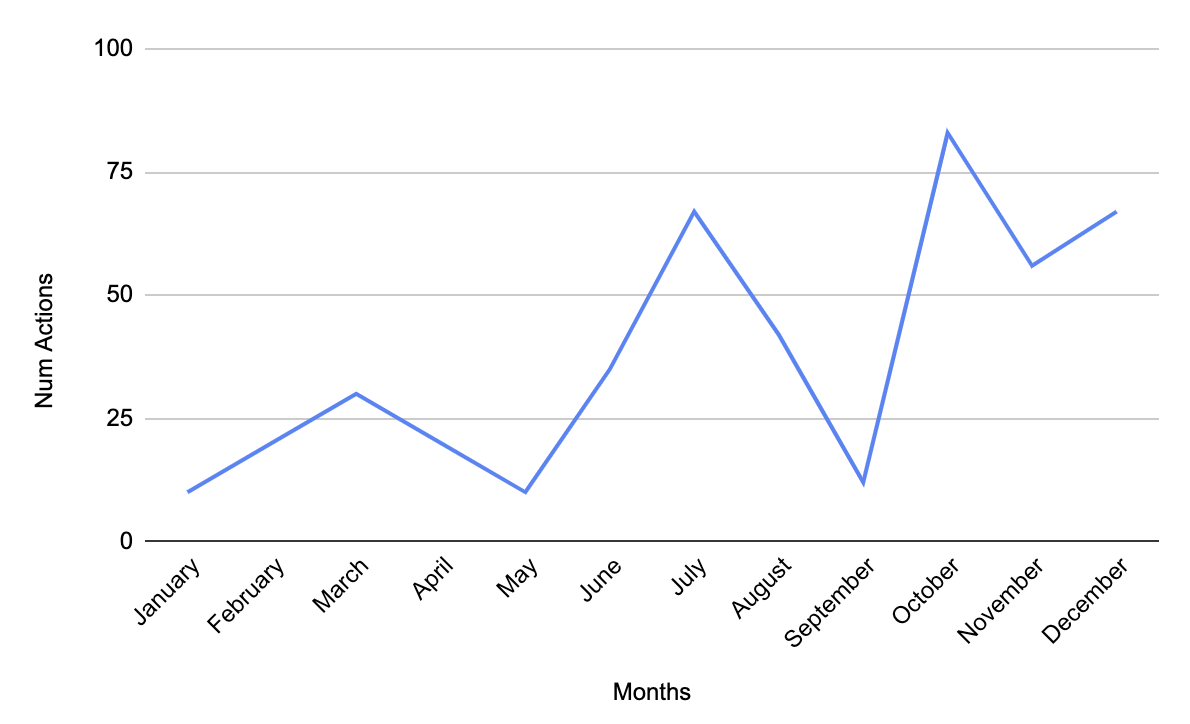 100
75
50
25
0
Num Actions
January
February
March
April
May
June
July
August
September
October
November
December
Months